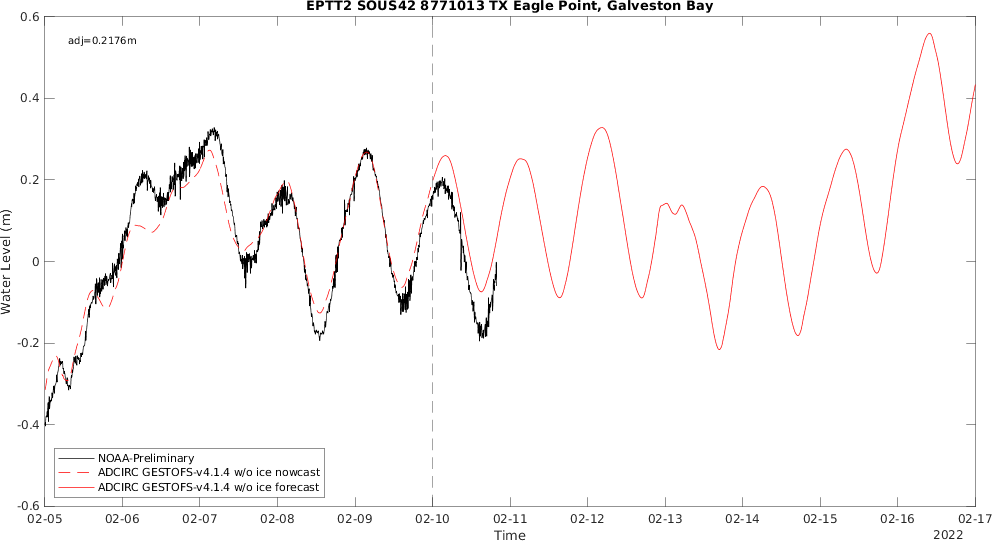 EPTT2 SOUS42 8771013 TX Eagle Point, Galveston Bay
adj=0.2176m
0.6
0.4
0.2
0
-0.2
-0.4
-0.6
Water Level (m)
NOAA-Preliminary
ADCIRC GESTOFS-v4.1.4 w/o ice nowcast
ADCIRC GESTOFS-v4.1.4 w/o ice forecast
02-05 02-06 02-07 02-08 02-09 02-10 02-11 02-12 02-13 02-14 02-15 02-16 02-17
Time
2022